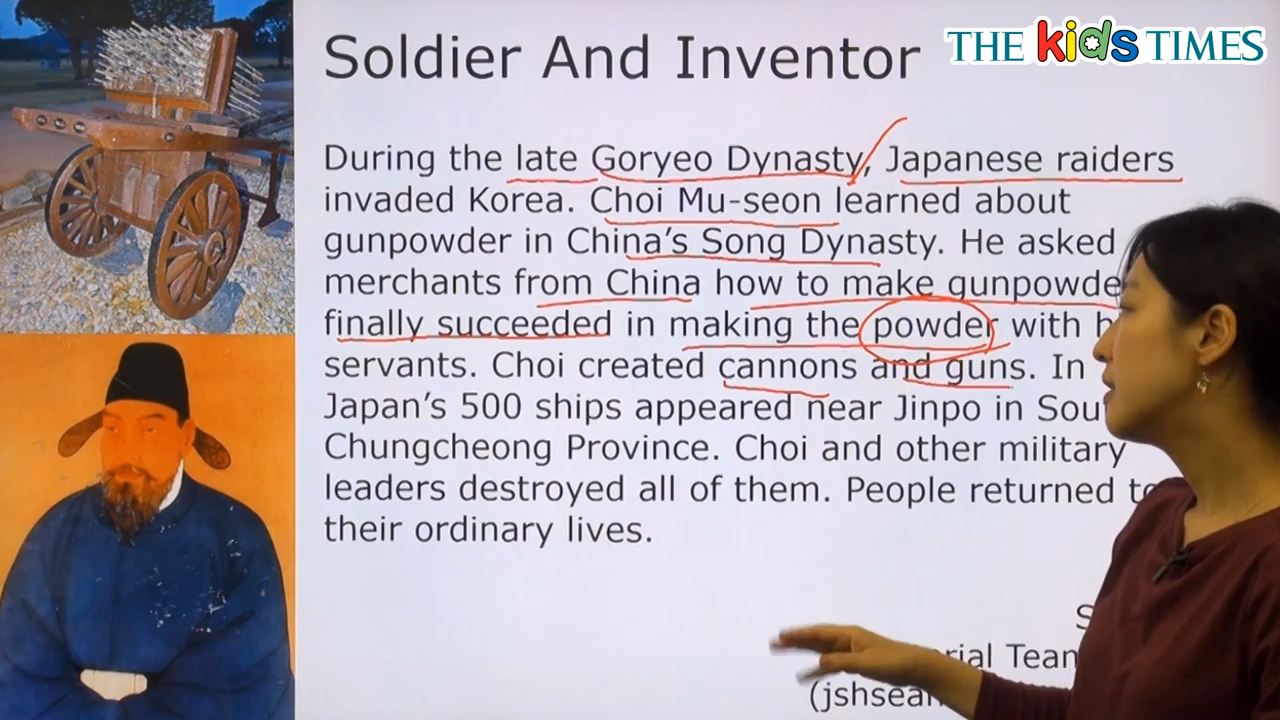 THE kids TIMES
Soldier And Inventor
During the late Goryeo Dynasty, Japanese raiders
invaded Korea. Choi Mu-seon learned about
gunpowder in China's Song Dynasty. He asked
merchants from China how to make gunpowde
finally succeeded in making the powder with h
servants. Choi created cannons and guns. In
Japan's 500 ships appeared near Jinpo in Sou
Chungcheong Province. Choi and other military
leaders destroyed all of them. People returned to
their ordinary lives.
S
rial Team
(jshsean